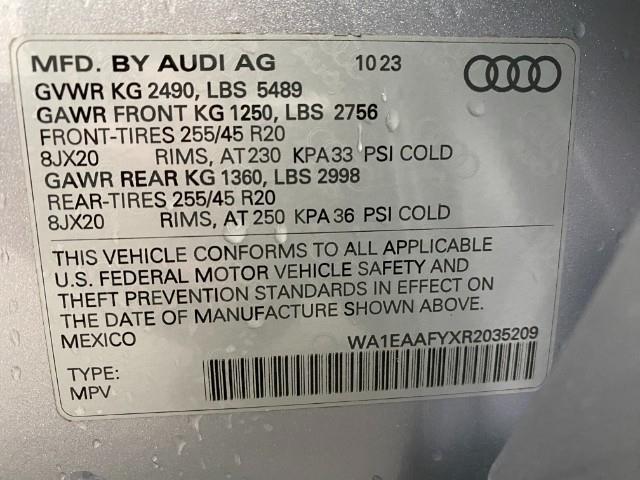 MFD. BY AUDI AG 10 23
GVWR KG 2490, LBS 5489
GAWR FRONT KG 1250, LBS 2756
FRONT-TIRES 255/45 R20
8JX20 RIMS, AT 230 KPA 33 PSI COLD
GAWR REAR KG 1360, LBS 2998
REAR-TIRES 255/45 R20
8JX20 RIMS, AT 250 KPA 36 PSI COLD
THIS VEHICLE CONFORMS TO ALL APPLICABLE
U.S. FEDERAL MOTOR VEHICLE SAFETY AND
THEFT PREVENTION STANDARDS IN EFFECT ON
THE DATE OF MANUFACTURE SHOWN ABOVE.
MEXICO WA1EAAFYXR2035209
TYPE:
MPV